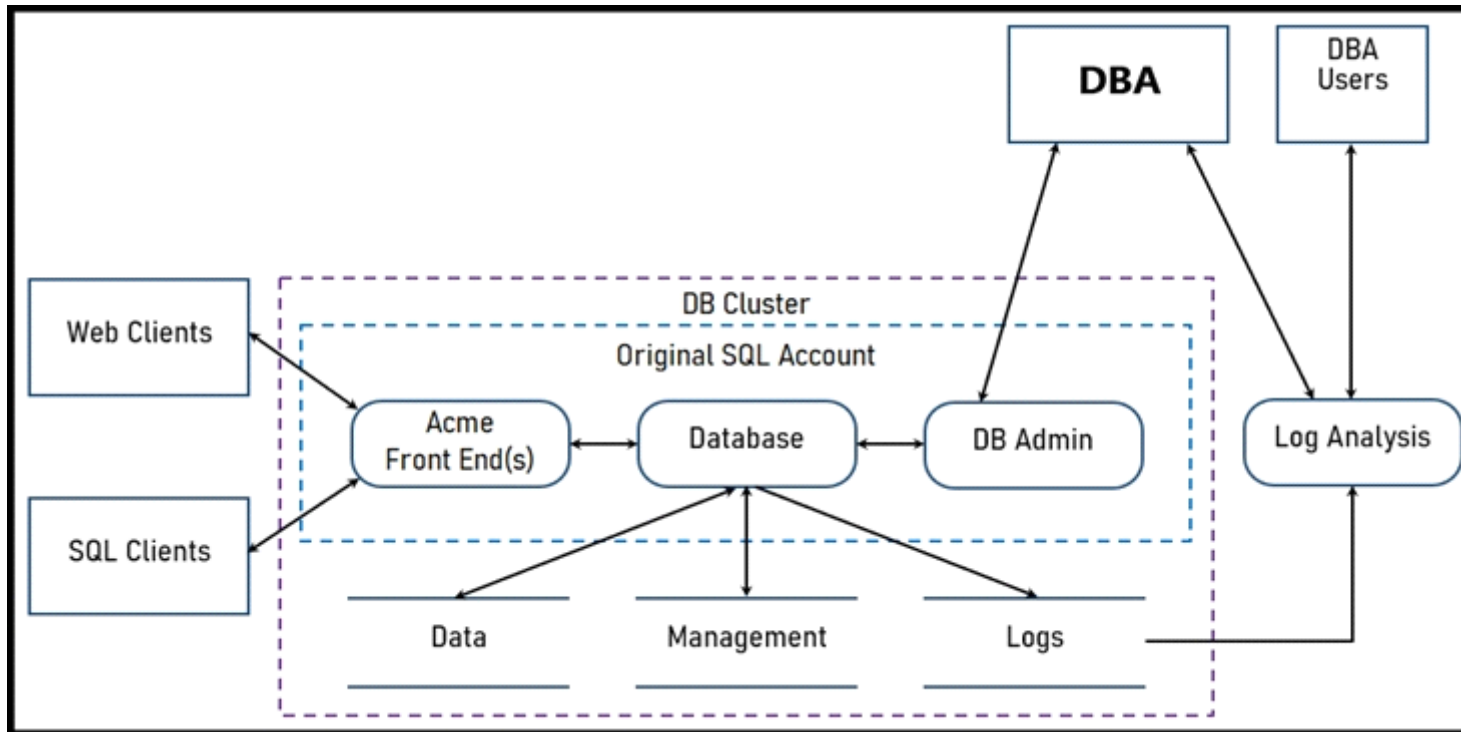 DBA
DBA
Users
DB Cluster
Web Clients
Original SQL Account
Acme
Front End(s)
Database
DB Admin
Log Analysis
SQL Clients
Data
Management
Logs